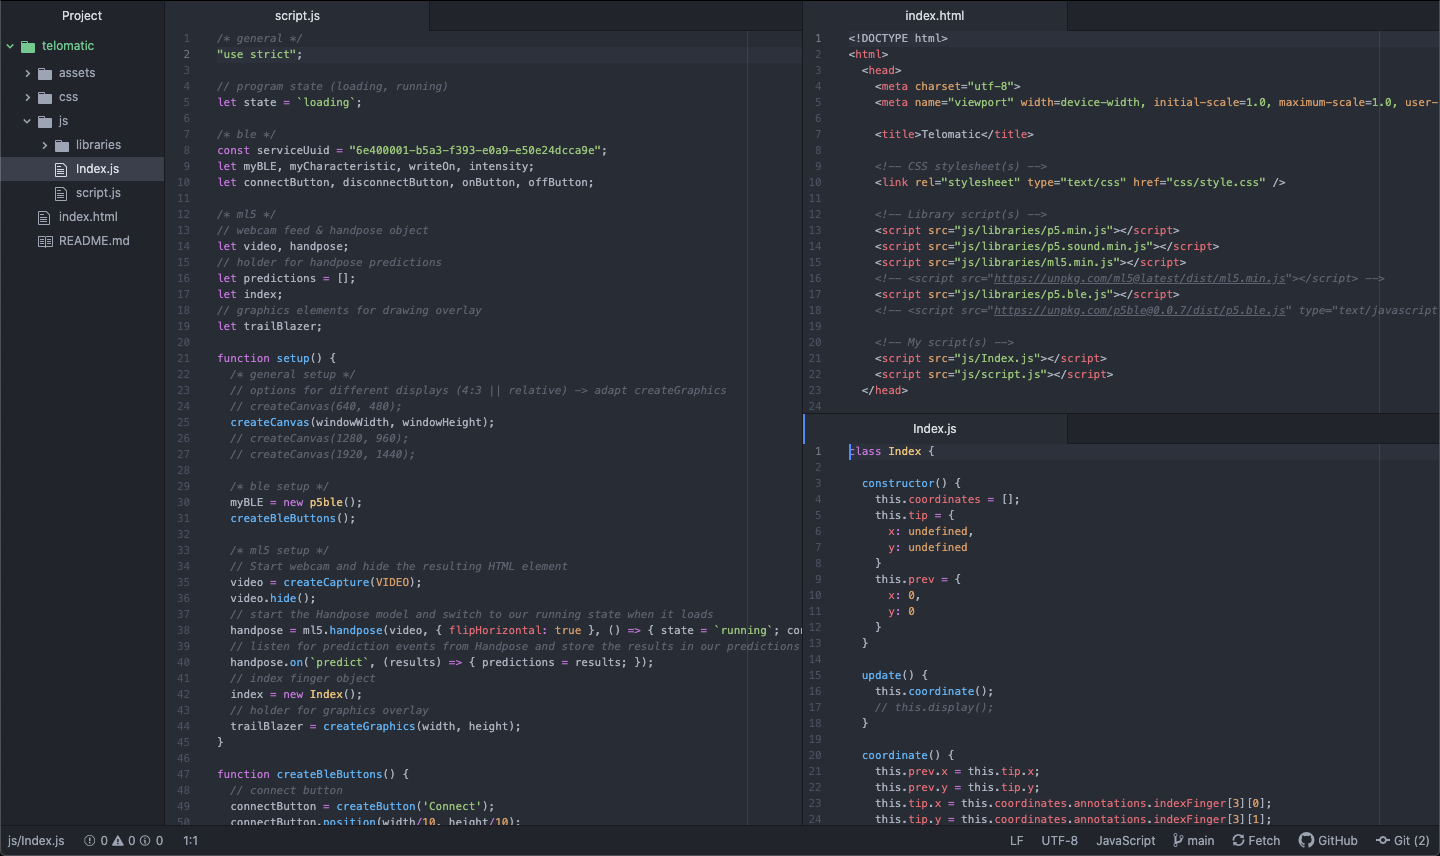 Project
telomatic
assets
css
js
libraries
Index.js
script.js
index.html
README.md
script.js
1 /* general */
2 "use strict";
3
4 // program state (loading, running)
5 let state = `loading`;
6
7 /* ble */
8 const serviceUuid = "6e400001-b5a3-f393-e0a9-e50e24dcca9e";
9 let myBLE, myCharacteristic, writeOn, intensity;
10 let connectButton, disconnectButton, onButton, offButton;
11
12 /* ml5 */
13 // webcam feed & handpose object
14 let video, handpose;
15 // holder for handpose predictions
16 let predictions = [];
17 let index;
18 // graphics elements for drawing overlay
19 let trailBlazer;
20
21 function setup() {
22 /* general setup */
23 // options for different displays (4:3 || relative) —> adapt createGraphics
24 // createCanvas(640, 480);
25 createCanvas(windowWidth, windowHeight);
26 // createCanvas(1280, 960);
27 // createCanvas(1920, 1440);
28
29 /* ble setup */
30 myBLE = new p5ble();
31 createBleButtons();
32
33 /* ml5 setup */
34 // Start webcam and hide the resulting HTML element
35 video = createCapture(VIDEO);
36 video.hide();
37 // start the Handpose model and switch to our running state when it loads
38 handpose = ml5.handpose(video, { flipHorizontal: true }, () => { state = `running`; con
39 // listen for prediction events from Handpose and store the results in our predictions
40 handpose.on(`predict`, (results) => { predictions = results; });
41 // index finger object
42 index = new Index();
43 // holder for graphics overlay
44 trailBlazer = createGraphics(width, height);
45 }
46
47 function createBleButtons() {
48 // connect button
49 connectButton = createButton('Connect');
50 connectButton.position(width/10, height/10);
index.html
1 <!DOCTYPE html>
2 <html>
3 <head>
4 <meta charset="utf-8">
5 <meta name="viewport" width=device-width, initial-scale=1.0, maximum-scale=1.0, user-
6
7 <title>Telomatic</title>
8
9 <!-- CSS stylesheet(s) -->
10 <link rel="stylesheet" type="text/css" href="css/style.css" />
11
12 <!-- Library script(s) -->
13 <script src="js/libraries/p5.min.js"></script>
14 <script src="js/libraries/p5.sound.min.js"></script>
15 <script src="js/libraries/ml5.min.js"></script>
16 <!-- <script src="https://unpkg.com/ml5@latest/dist/ml5.min.js"></script> -->
17 <script src="js/libraries/p5.ble.js"></script>
18 <!-- <script src="https://unpkg.com/p5ble@0.0.7/dist/p5.ble.js" type="text/javascript
19
20 <!-- My script(s) -->
21 <script src="js/Index.js"></script>
22 <script src="js/script.js"></script>
23 </head>
24
Index.js
1 class Index {
2
3 constructor() {
4 this.coordinates = [];
5 this.tip = {
6 x: undefined,
7 y: undefined
8 }
9 this.prev = {
10 x: 0,
11 y: 0
12 }
13 }
14
15 update() {
16 this.coordinate();
17 // this.display();
18 }
19
20 coordinate() {
21 this.prev.x = this.tip.x;
22 this.prev.y = this.tip.y;
23 this.tip.x = this.coordinates.annotations.indexFinger[3][0];
24 this.tip.y = this.coordinates.annotations.indexFinger[3][1];
js/Index.js 0 0 0 1:1 LF UTF-8 JavaScript main Fetch GitHub Git (2)